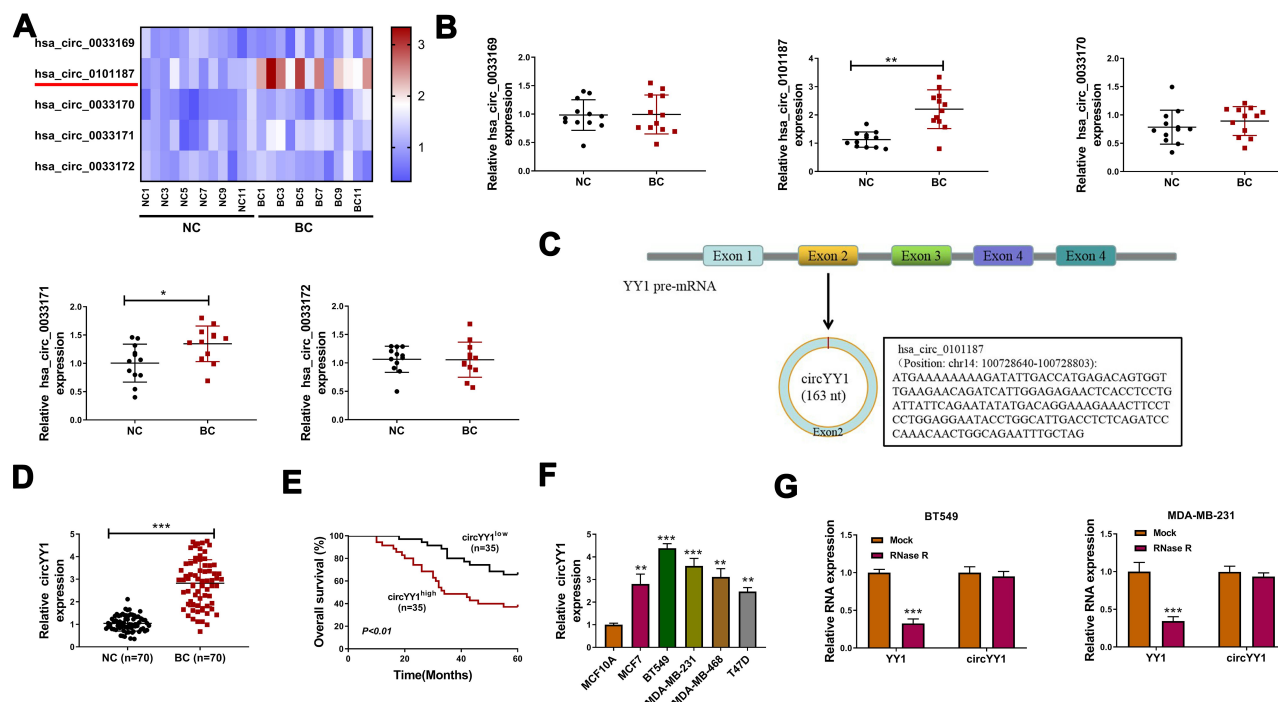 A
hsa_circ_0033169
hsa_circ_0101187
hsa_circ_0033170
hsa_circ_0033171
hsa_circ_0033172
3
2
1
NC1
NC3
NC5
NC7
NC9
NC11
BC1
BC3
BC5
BC7
BC9
BC11
NC
BC
B
Relative hsa_circ_0033169
expression
2.0
1.5
1.0
0.5
0.0
NC
BC
Relative hsa_circ_0101187
expression
4
3
2
1
0
**
NC
BC
Relative hsa_circ_0033170
expression
2.0
1.5
1.0
0.5
0.0
NC
BC
Relative hsa_circ_0033171
expression
2.0
1.5
1.0
0.5
0.0
*
NC
BC
Relative hsa_circ_0033172
expression
2.0
1.5
1.0
0.5
0.0
NC
BC
C
Exon 1
Exon 2
Exon 3
Exon 4
Exon 4
YY1 pre-mRNA
circYY1
(163 nt)
Exon2
hsa_circ_0101187
(Position: chr14: 100728640-100728803):
ATGAAAAAAAAGATATTGACCATGAGACAGTGGT
TGAAGAACAGATCATTGGAGAGAACTCACCTCCTG
ATTATTCAGAATATATGACAGGAAAGAAACTTCCT
CCTGGAGGAATACCTGGCATTGACCTCTCAGATCC
CAAACAACTGGCAGAATTTGCTAG
D
Relative circYY1
expression
5
4
3
2
1
0
***
NC (n=70)
BC (n=70)
E
Overall survival (%)
100
80
60
40
20
0
circYY1low
(n=35)
circYY1high
(n=35)
P<0.01
0
20
40
60
Time(Months)
F
Relative circYY1
expression
5
4
3
2
1
0
**
***
***
**
**
MCF10A
MCF7
BT549
MDA-MB-231
MDA-MB-468
T47D
G
BT549
Relative RNA expression
1.5
1.0
0.5
0.0
Mock
RNase R
***
YY1
circYY1
MDA-MB-231
Relative RNA expression
1.5
1.0
0.5
0.0
Mock
RNase R
***
YY1
circYY1